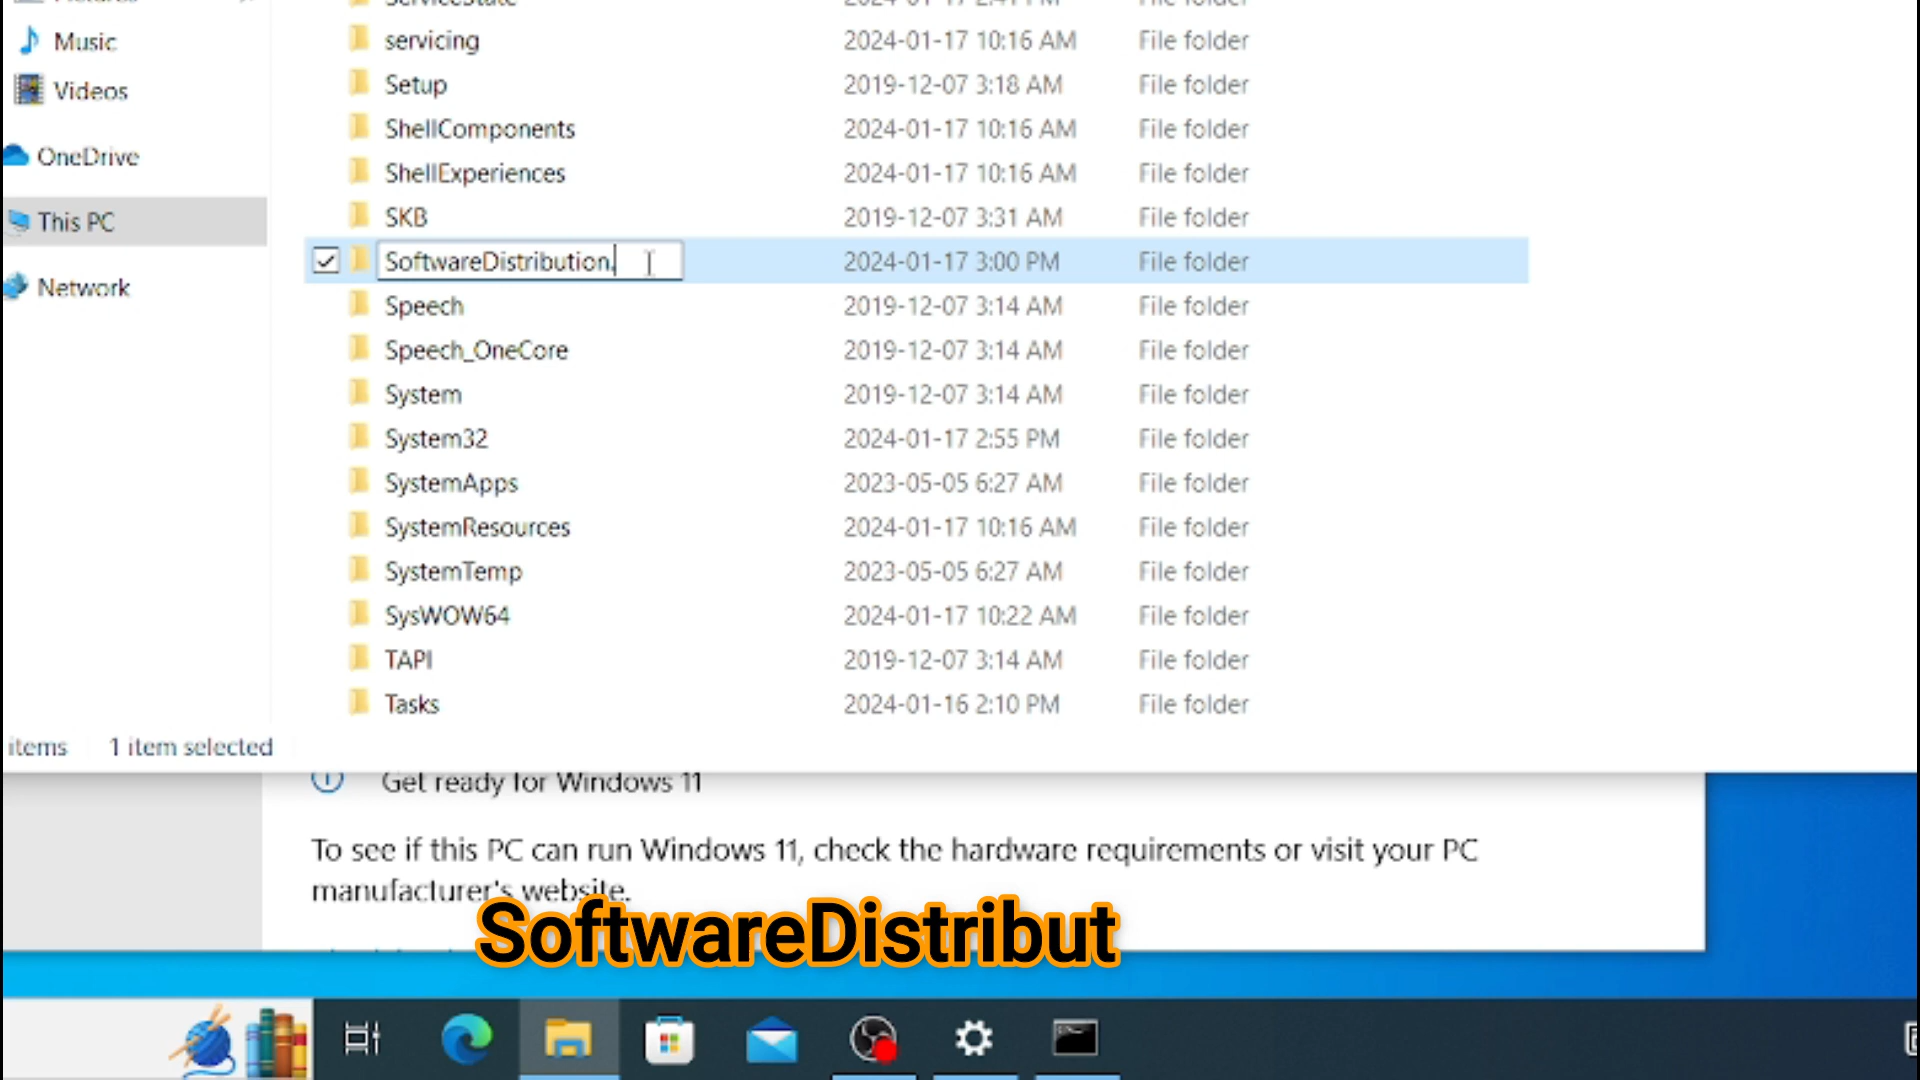 Pictures
ServiceState 2024-01-17 2:41 PM File folder
Music
servicing 2024-01-17 10:16 AM File folder
Videos
Setup 2019-12-07 3:18 AM File folder
ShellComponents 2024-01-17 10:16 AM File folder
OneDrive
ShellExperiences 2024-01-17 10:16 AM File folder
This PC
SKB 2019-12-07 3:31 AM File folder
SoftwareDistribution. 2024-01-17 3:00 PM File folder
Network
Speech 2019-12-07 3:14 AM File folder
Speech_OneCore 2019-12-07 3:14 AM File folder
System 2019-12-07 3:14 AM File folder
System32 2024-01-17 2:55 PM File folder
SystemApps 2023-05-05 6:27 AM File folder
SystemResources 2024-01-17 10:16 AM File folder
SystemTemp 2023-05-05 6:27 AM File folder
SysWOW64 2024-01-17 10:22 AM File folder
TAPI 2019-12-07 3:14 AM File folder
Tasks 2024-01-16 2:10 PM File folder
items 1 item selected
Get ready for Windows 11
To see if this PC can run Windows 11, check the hardware requirements or visit your PC
manufacturer's website.
SoftwareDistribut